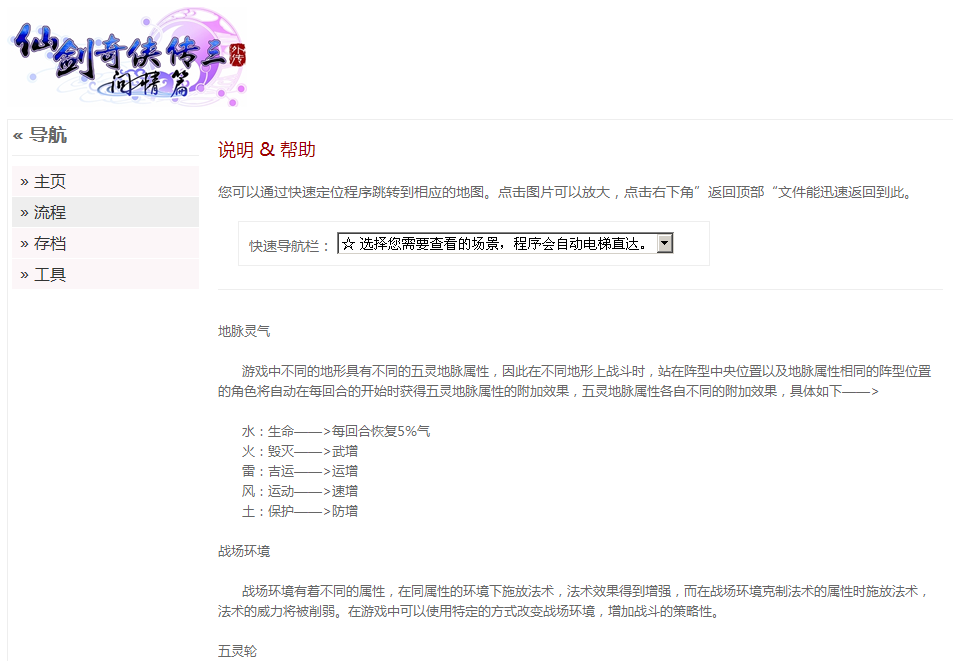 仙剑奇侠传三
外传
问情篇
« 导航
» 主页
» 流程
» 存档
» 工具
说明 & 帮助
您可以通过快速定位程序跳转到相应的地图。点击图片可以放大，点击右下角”返回顶部“文件能迅速返回到此。
快速导航栏： ☆ 选择您需要查看的场景，程序会自动电梯直达。
地脉灵气
游戏中不同的地形具有不同的五灵地脉属性，因此在不同地形上战斗时，站在阵型中央位置以及地脉属性相同的阵型位置
的角色将自动在每回合的开始时获得五灵地脉属性的附加效果，五灵地脉属性各自不同的附加效果，具体如下——>
水：生命——>每回合恢复5%气
火：毁灭——>武增
雷：吉运——>运增
风：运动——>速增
土：保护——>防增
战场环境
战场环境有着不同的属性，在同属性的环境下施放法术，法术效果得到增强，而在战场环境克制法术的属性时施放法术，
法术的威力将被削弱。在游戏中可以使用特定的方式改变战场环境，增加战斗的策略性。
五灵轮